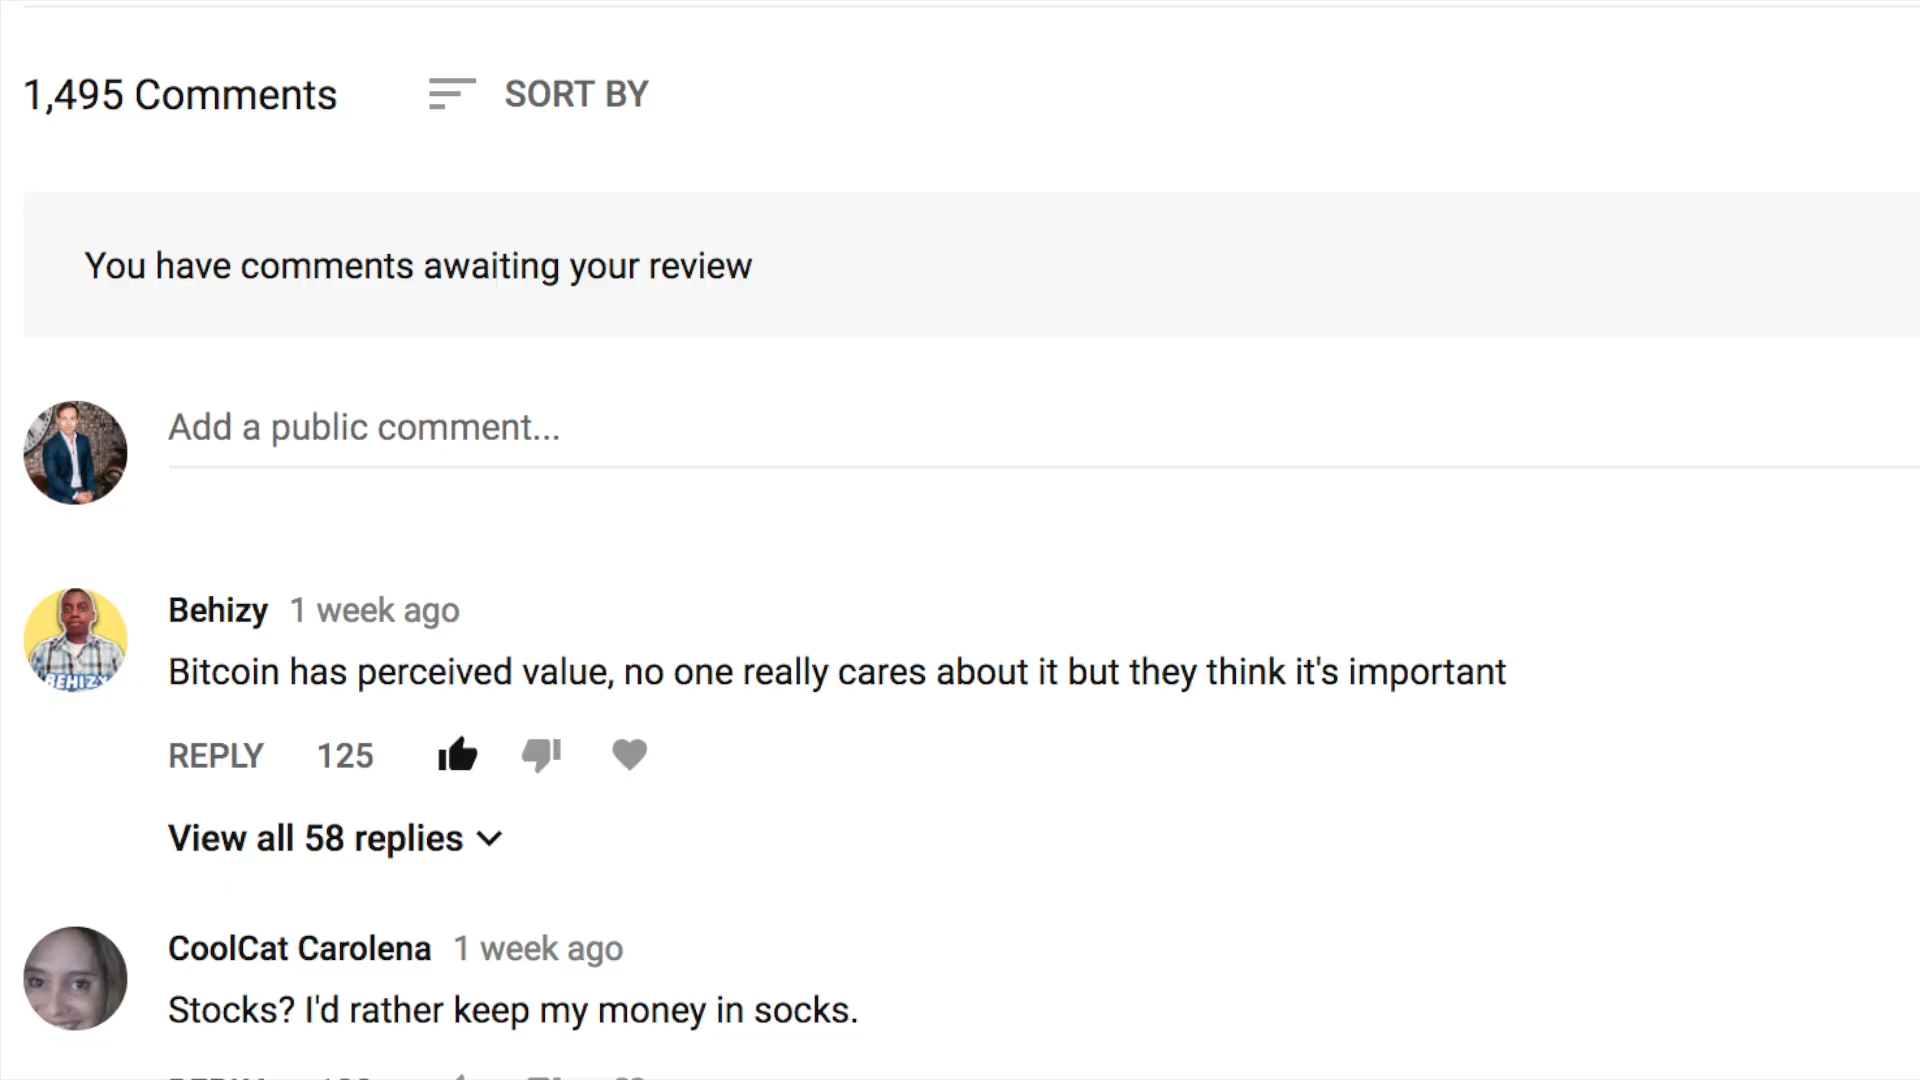 1,495 Comments SORT BY
You have comments awaiting your review
Add a public comment...
Behizy 1 week ago
Bitcoin has perceived value, no one really cares about it but they think it's important
BEHIZY
REPLY 125
View all 58 replies
CoolCat Carolena 1 week ago
Stocks? I'd rather keep my money in socks.